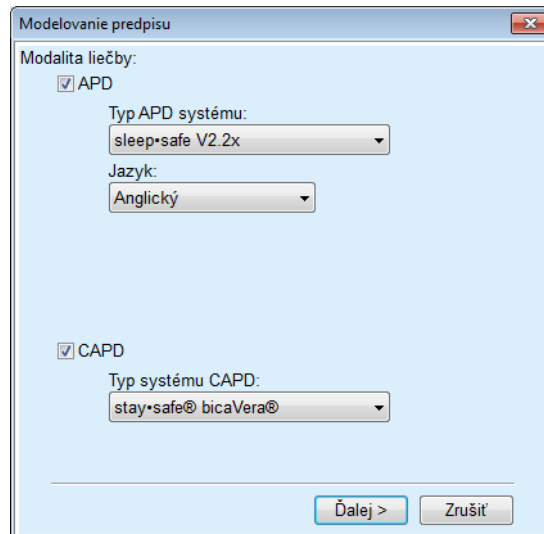 Modelovanie predpisu
Modalita liečby:
APD
Typ APD systému:
sleep•safe V2.2x
Jazyk:
Anglický
CAPD
Typ systému CAPD:
stay•safe® bicaVera®
Ďalej > Zrušiť